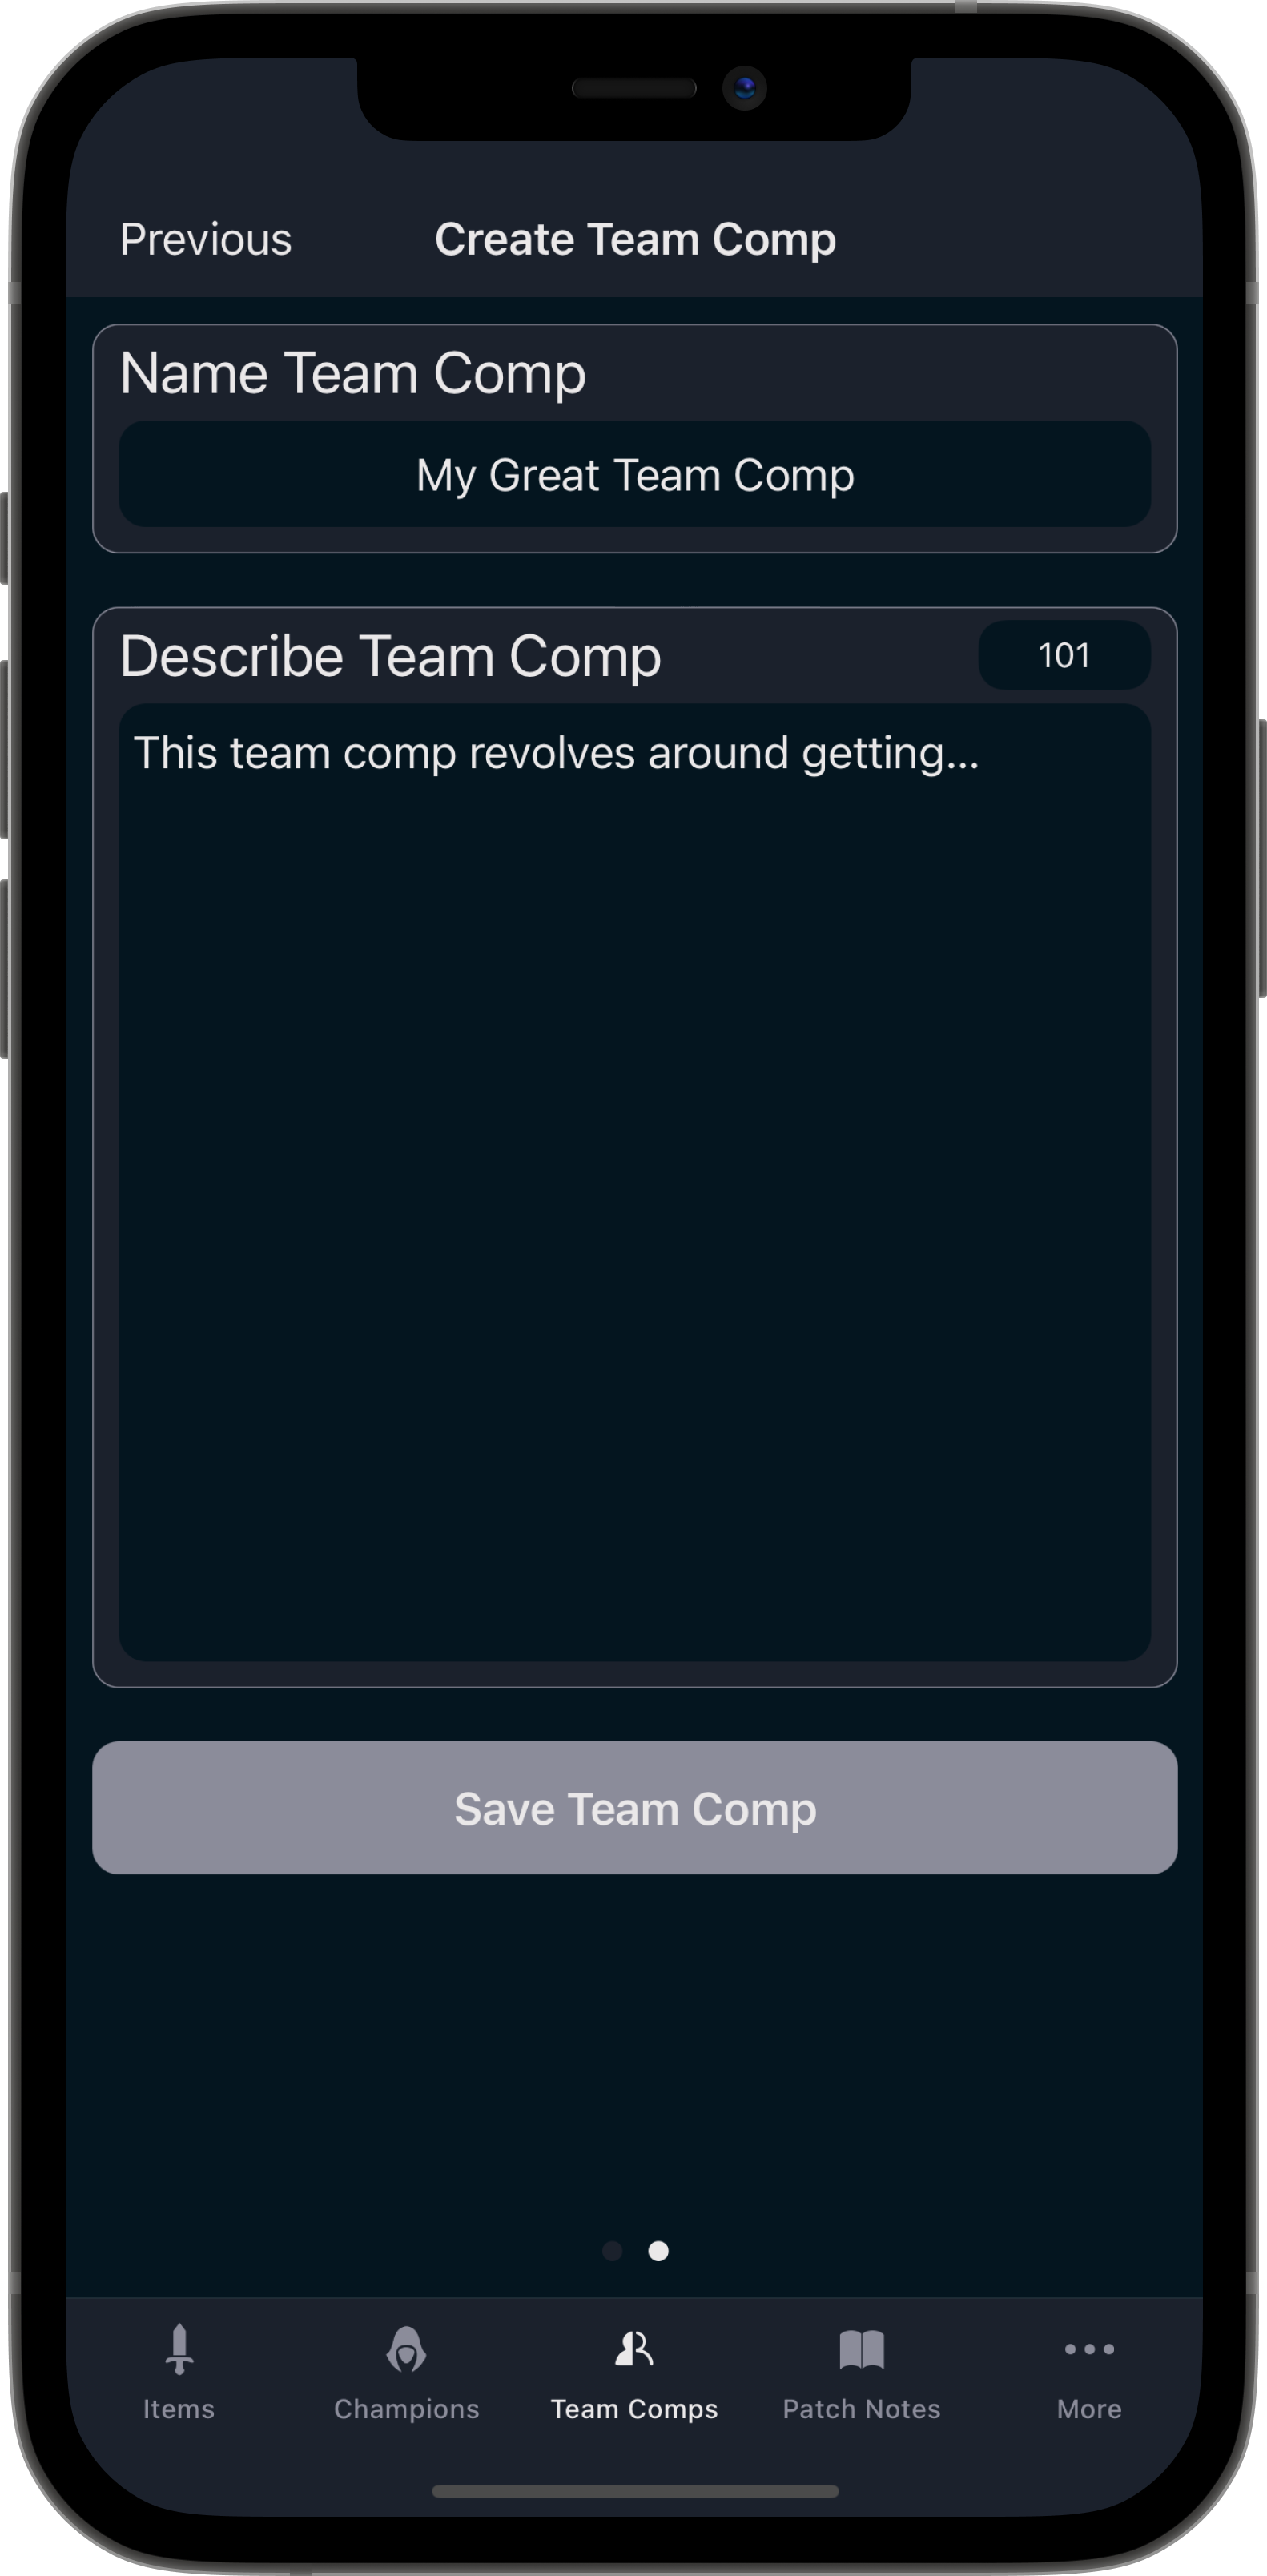 Previous
Create Team Comp
Name Team Comp
My Great Team Comp
Describe Team Comp
101
This team comp revolves around getting...
Save Team Comp
Items
Champions
Team Comps
Patch Notes
More